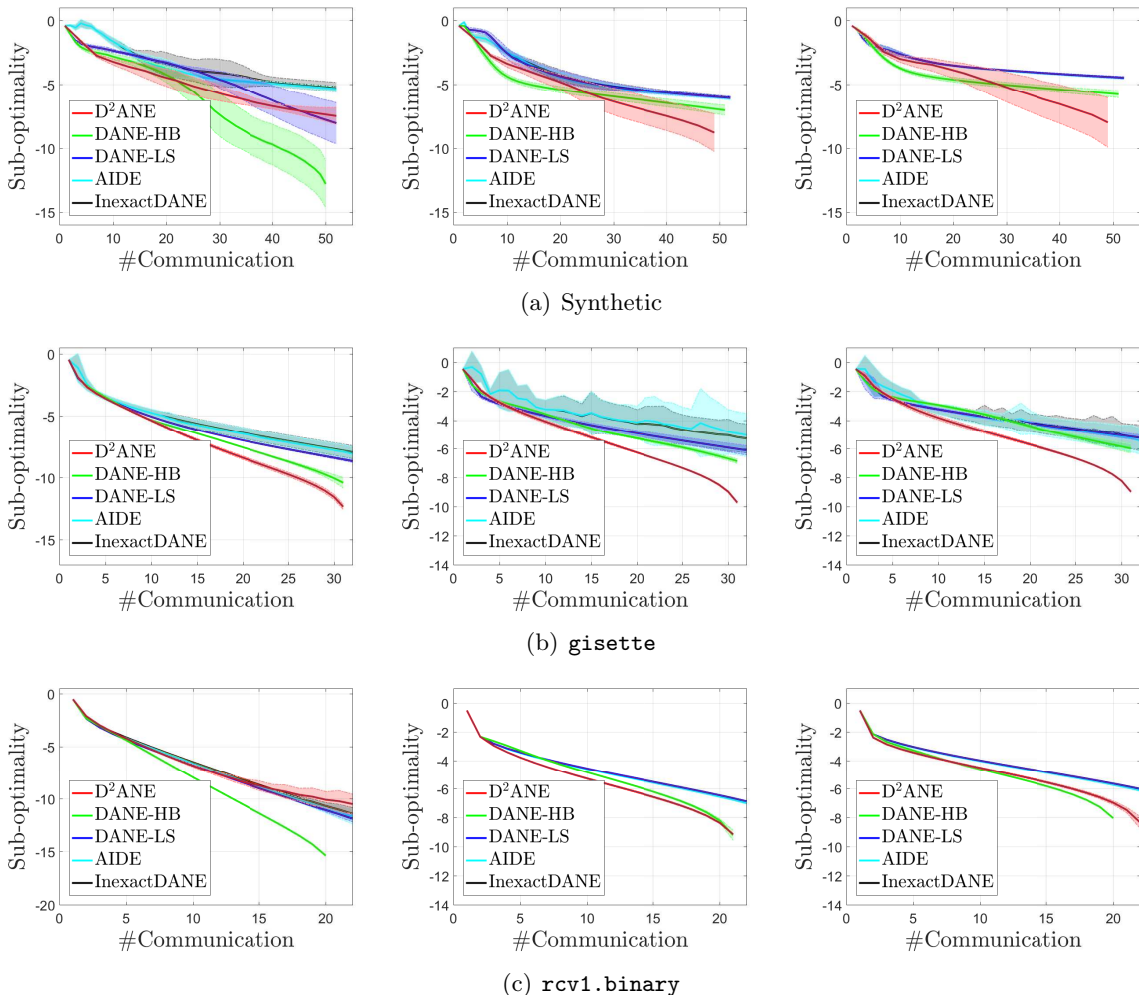 Sub-optimality
0
-5
-10
-15
D²ANE
DANE-HB
DANE-LS
AIDE
InexactDANE
0 10 20 30 40 50
#Communication
Sub-optimality
0
-5
-10
-15
D²ANE
DANE-HB
DANE-LS
AIDE
InexactDANE
0 10 20 30 40 50
#Communication
Sub-optimality
0
-5
-10
-15
D²ANE
DANE-HB
DANE-LS
AIDE
InexactDANE
0 10 20 30 40 50
#Communication
(a) Synthetic
Sub-optimality
0
-5
-10
-15
D²ANE
DANE-HB
DANE-LS
AIDE
InexactDANE
0 5 10 15 20 25 30
#Communication
Sub-optimality
0
-2
-4
-6
-8
-10
-12
-14
D²ANE
DANE-HB
DANE-LS
AIDE
InexactDANE
0 5 10 15 20 25 30
#Communication
Sub-optimality
0
-2
-4
-6
-8
-10
-12
-14
D²ANE
DANE-HB
DANE-LS
AIDE
InexactDANE
0 5 10 15 20 25 30
#Communication
(b) gisette
Sub-optimality
0
-5
-10
-15
-20
D²ANE
DANE-HB
DANE-LS
AIDE
InexactDANE
0 5 10 15 20
#Communication
Sub-optimality
0
-2
-4
-6
-8
-10
-12
-14
D²ANE
DANE-HB
DANE-LS
AIDE
InexactDANE
0 5 10 15 20
#Communication
Sub-optimality
0
-2
-4
-6
-8
-10
-12
-14
D²ANE
DANE-HB
DANE-LS
AIDE
InexactDANE
0 5 10 15 20
#Communication
(c) rcv1.binary